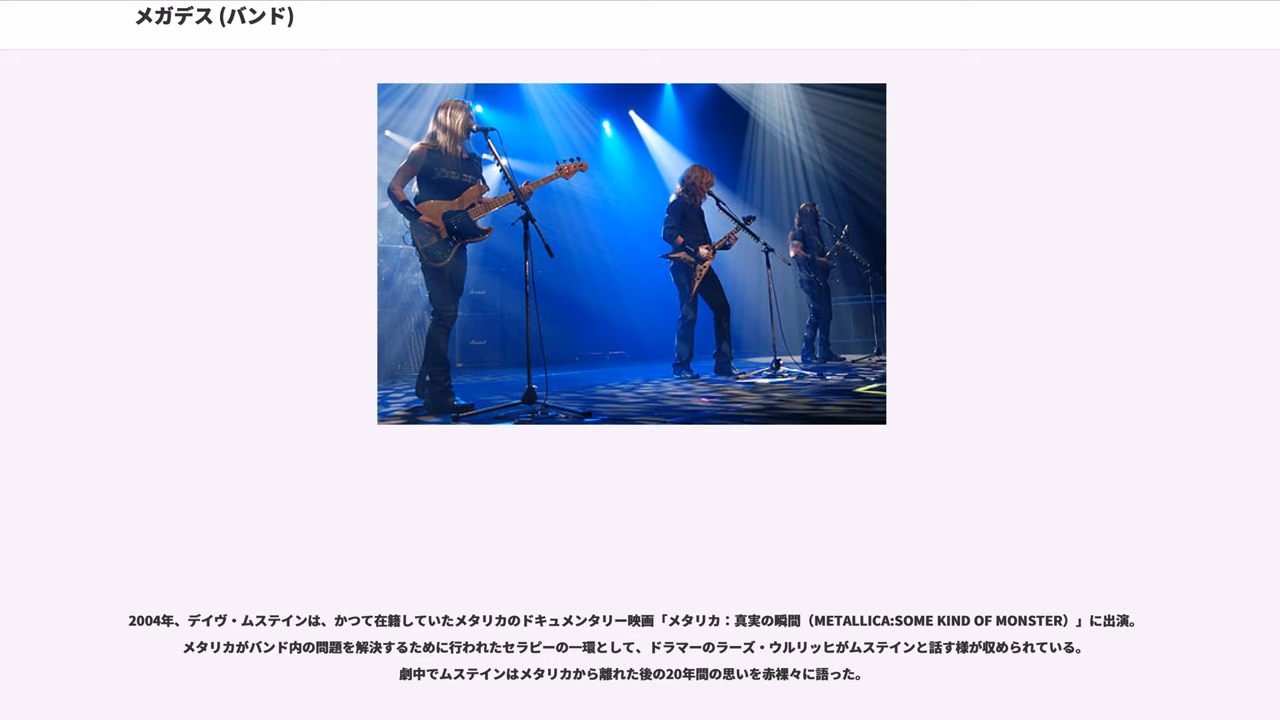 メガデス (バンド)
2004年、デイヴ・ムステインは、かつて在籍していたメタリカのドキュメンタリー映画「メタリカ：真実の瞬間（METALLICA:SOME KIND OF MONSTER）」に出演。
メタリカがバンド内の問題を解決するために行われたセラピーの一環として、ドラマーのラーズ・ウルリッヒがムステインと話す様が収められている。
劇中でムステインはメタリカから離れた後の20年間の思いを赤裸々に語った。